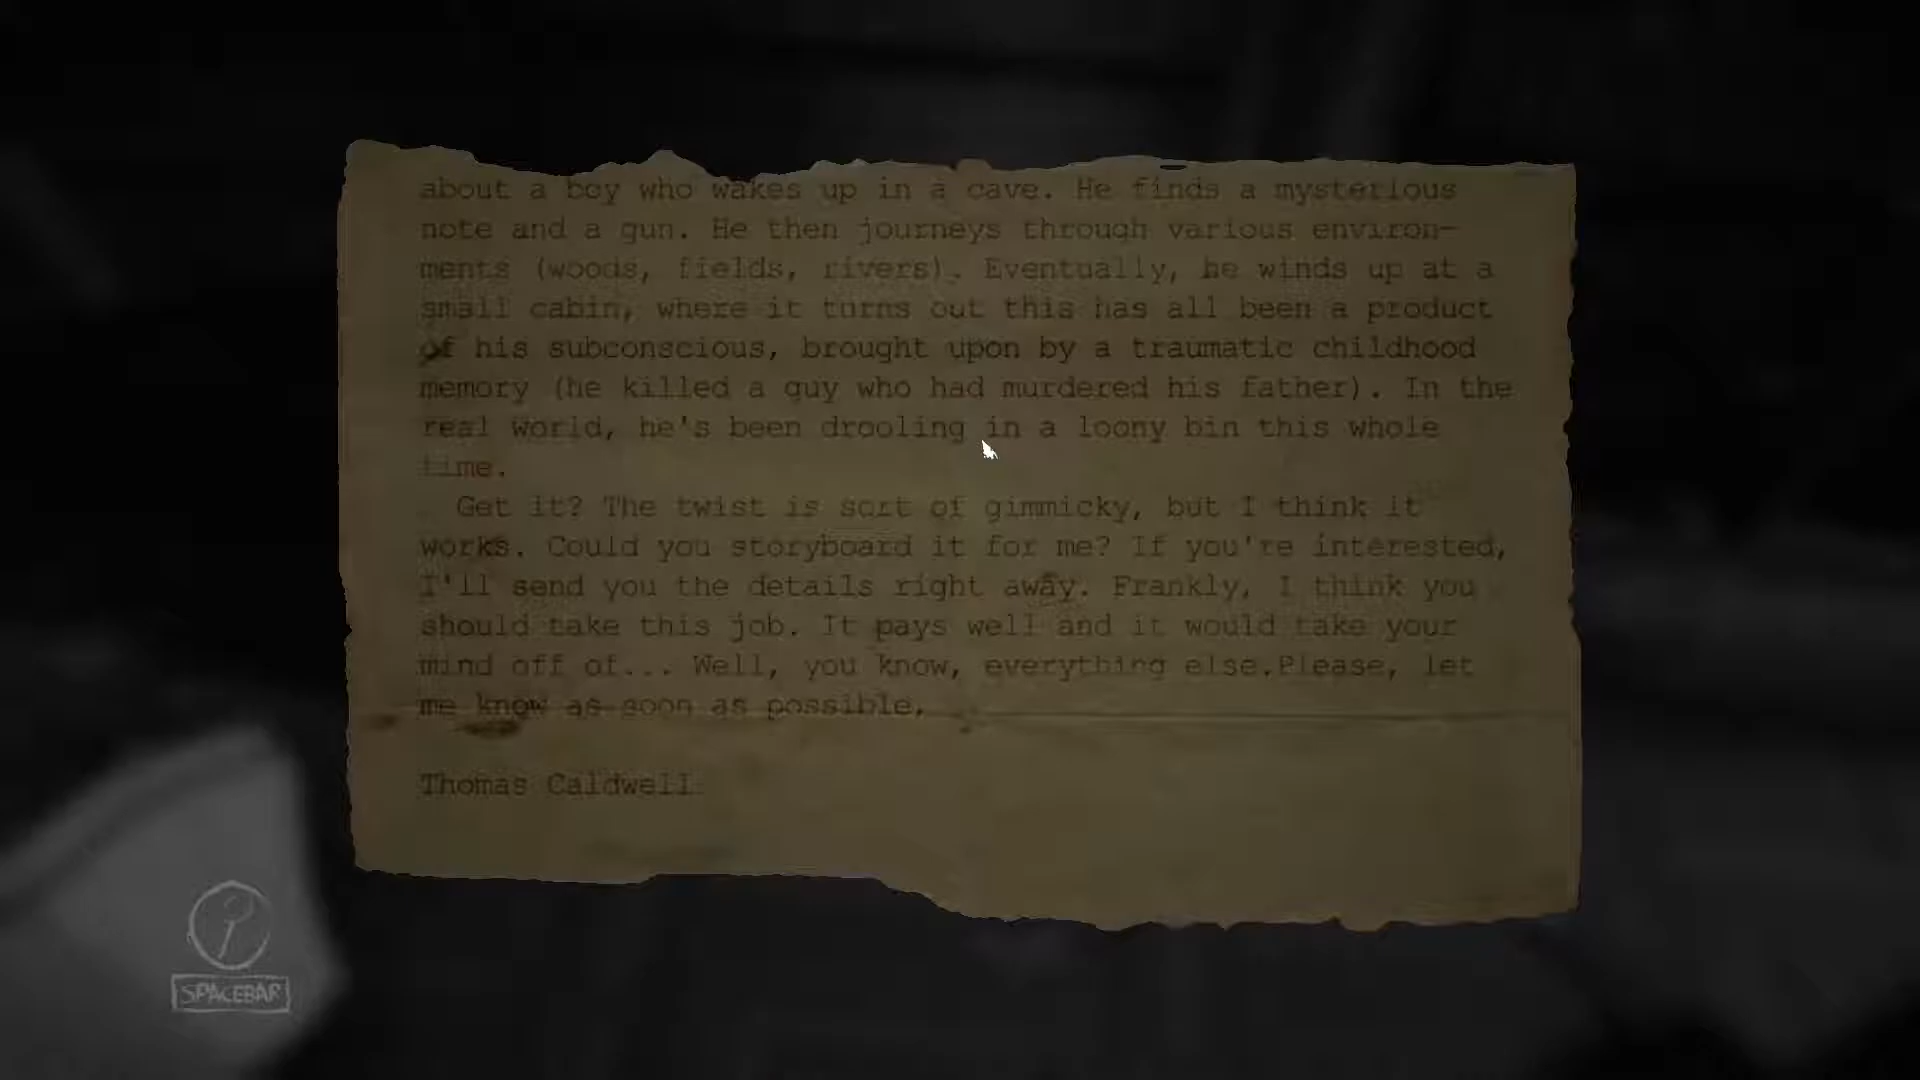 about a boy who wakes up in a cave. He finds a mysterious
note and a gun. He then journeys through various environ-
ments (woods, fields, rivers). Eventually, he winds up at a
small cabin, where it turns out this has all been a product
of his subconscious, brought upon by a traumatic childhood
memory (he killed a guy who had murdered his father). In the
real world, he's been drooling in a loony bin this whole
time.
Get it? The twist is sort of gimmicky, but I think it
works. Could you storyboard it for me? If you're interested,
I'll send you the details right away. Frankly, I think you
should take this job. It pays well and it would take your
mind off of... Well, you know, everything else.Please, let
me know as soon as possible,
Thomas Caldwell
SPACEBAR